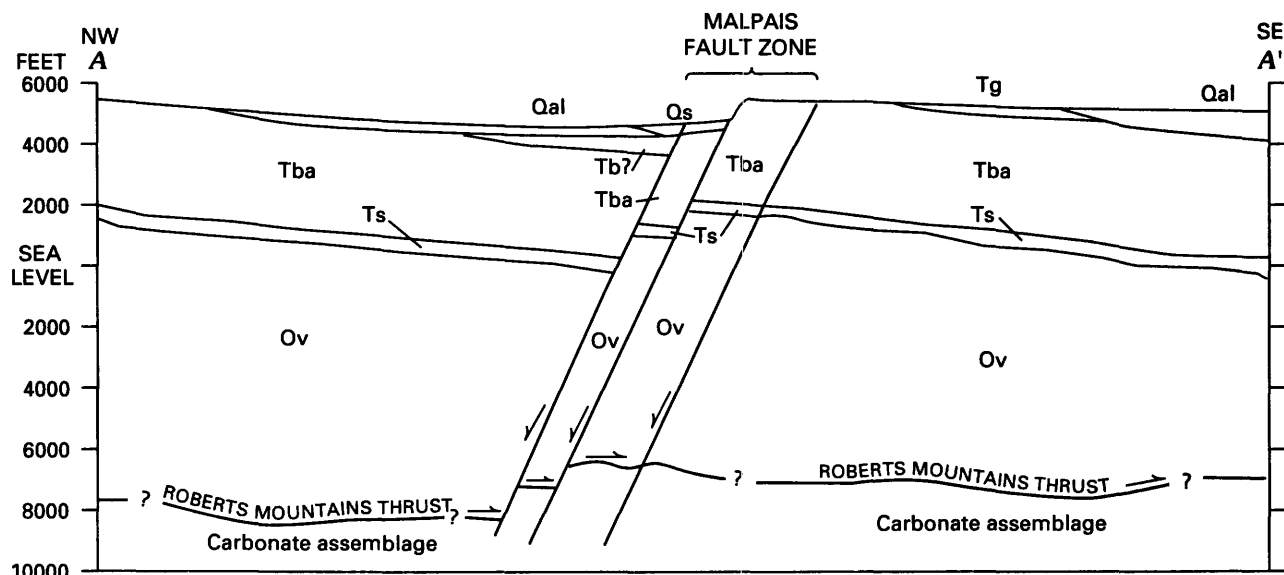 MALPAIS
FAULT ZONE
NW
A
SE
A'
FEET
6000
4000
2000
SEA
LEVEL
2000
4000
6000
8000
10000
Qal
Qs
Tg
Qal
Tba
Tb?
Tba
Tba
Tba
Ts
Ts
Ts
Ov
Ov
Ov
Ov
? ROBERTS MOUNTAINS THRUST ?
Carbonate assemblage
? ROBERTS MOUNTAINS THRUST ?
Carbonate assemblage